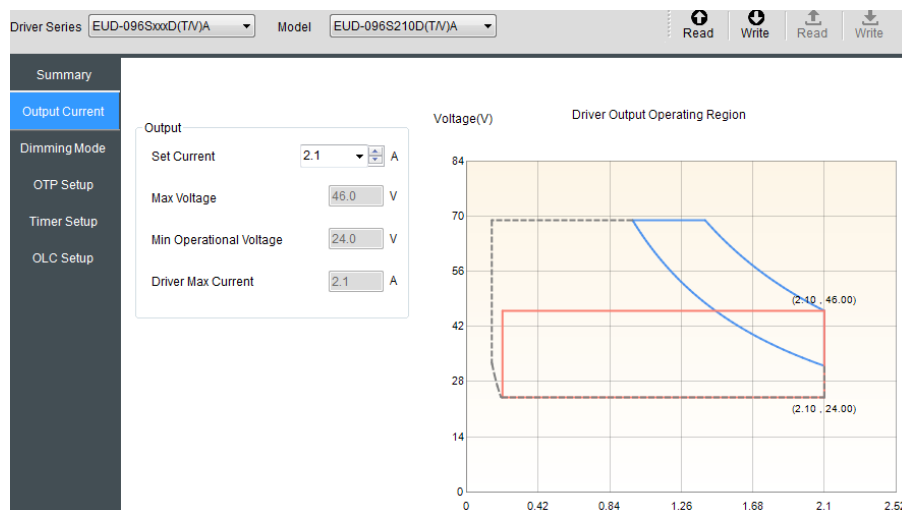 Driver Series EUD-096SxxxD(T/V)A Model EUD-096S210D(T/V)A Read Write Read Write
Summary
Output Current
Dimming Mode
OTP Setup
Timer Setup
OLC Setup
Output
Set Current 2.1 A
Max Voltage 46.0 V
Min Operational Voltage 24.0 V
Driver Max Current 2.1 A
Voltage(V) Driver Output Operating Region
84
70
56
(2.10 , 46.00)
42
28
(2.10 , 24.00)
14
0
0 0.42 0.84 1.26 1.68 2.1 2.52